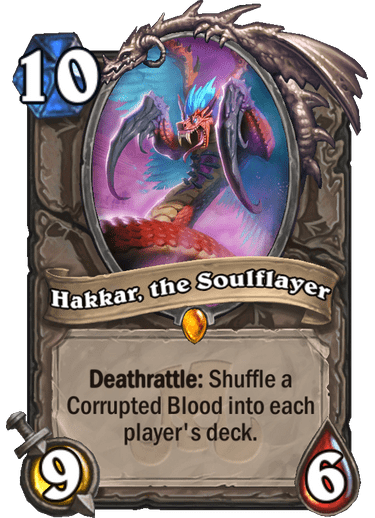 10
Hakkar, the Soulflayer
Deathrattle: Shuffle a
Corrupted Blood into each
player's deck.
9
6